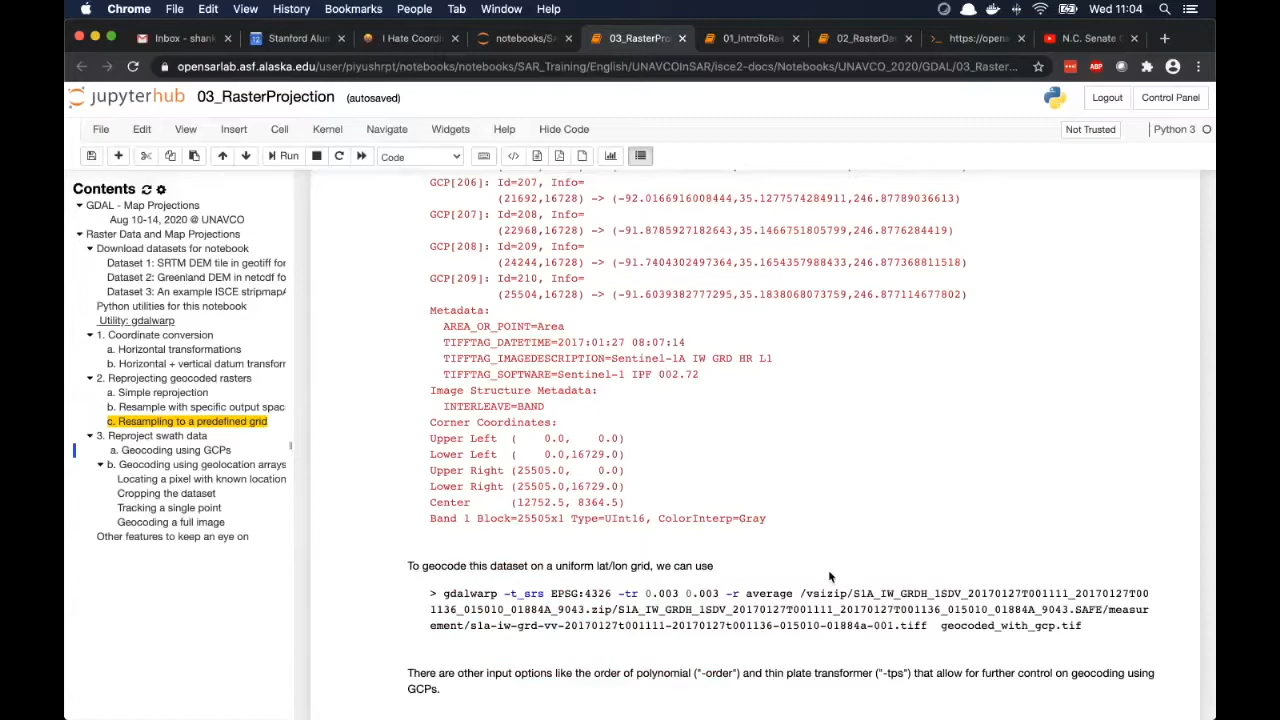 Chrome File Edit View History Bookmarks People Tab Window Help Wed 11:04
Inbox - shank Stanford Alun I Hate Coordi notebooks/S/ 03_RasterPro 01_IntroToRas 02_RasterDa https://opens N.C. Senate C
opensarlab.asf.alaska.edu/user/piyushrpt/notebooks/notebooks/SAR_Training/English/UNAVCOInSAR/isce2-docs/Notebooks/UNAVCO_2020/GDAL/03_Raster...
jupyterhub 03_RasterProjection (autosaved) Logout Control Panel
File Edit View Insert Cell Kernel Navigate Widgets Help Hide Code Not Trusted Python 3
Run Code
Contents
GDAL - Map Projections
Aug 10-14, 2020 @ UNAVCO
Raster Data and Map Projections
Download datasets for notebook
Dataset 1: SRTM DEM tile in geotiff for
Dataset 2: Greenland DEM in netcdf fo
Dataset 3: An example ISCE stripmap
Python utilities for this notebook
Utility: gdalwarp
1. Coordinate conversion
a. Horizontal transformations
b. Horizontal + vertical datum transforn
2. Reprojecting geocoded rasters
a. Simple reprojection
b. Resample with specific output spac
c. Resampling to a predefined grid
3. Reproject swath data
a. Geocoding using GCPs
b. Geocoding using geolocation arrays
Locating a pixel with known location
Cropping the dataset
Tracking a single point
Geocoding a full image
Other features to keep an eye on
GCP[206]: Id=207, Info=
(21692,16728) -> (-92.0166916008444,35.1277574284911,246.87789036613)
GCP[207]: Id=208, Info=
(22968,16728) -> (-91.8785927182643,35.1466751805799,246.8776284419)
GCP[208]: Id=209, Info=
(24244,16728) -> (-91.7404302497364,35.1654357988433,246.877368811518)
GCP[209]: Id=210, Info=
(25504,16728) -> (-91.6039382777295,35.1838068073759,246.877114677802)
Metadata:
AREA_OR_POINT=Area
TIFFTAG_DATETIME=2017:01:27 08:07:14
TIFFTAG_IMAGEDESCRIPTION=Sentinel-1A IW GRD HR L1
TIFFTAG_SOFTWARE=Sentinel-1 IPF 002.72
Image Structure Metadata:
INTERLEAVE=BAND
Corner Coordinates:
Upper Left ( 0.0, 0.0)
Lower Left ( 0.0,16729.0)
Upper Right (25505.0, 0.0)
Lower Right (25505.0,16729.0)
Center (12752.5, 8364.5)
Band 1 Block=25505x1 Type=UInt16, ColorInterp=Gray
To geocode this dataset on a uniform lat/lon grid, we can use
> gdalwarp -t_srs EPSG:4326 -tr 0.003 0.003 -r average /vsizip/S1A_IW_GRDH_1SDV_20170127T001111_20170127T00
1136_015010_01884A_9043.zip/S1A_IW_GRDH_1SDV_20170127T001111_20170127T001136_015010_01884A_9043.SAFE/measur
ement/s1a-iw-grd-vv-20170127t001111-20170127t001136-015010-01884a-001.tiff geocoded_with_gcp.tif
There are other input options like the order of polynomial ("-order") and thin plate transformer ("-tps") that allow for further control on geocoding using
GCPs.